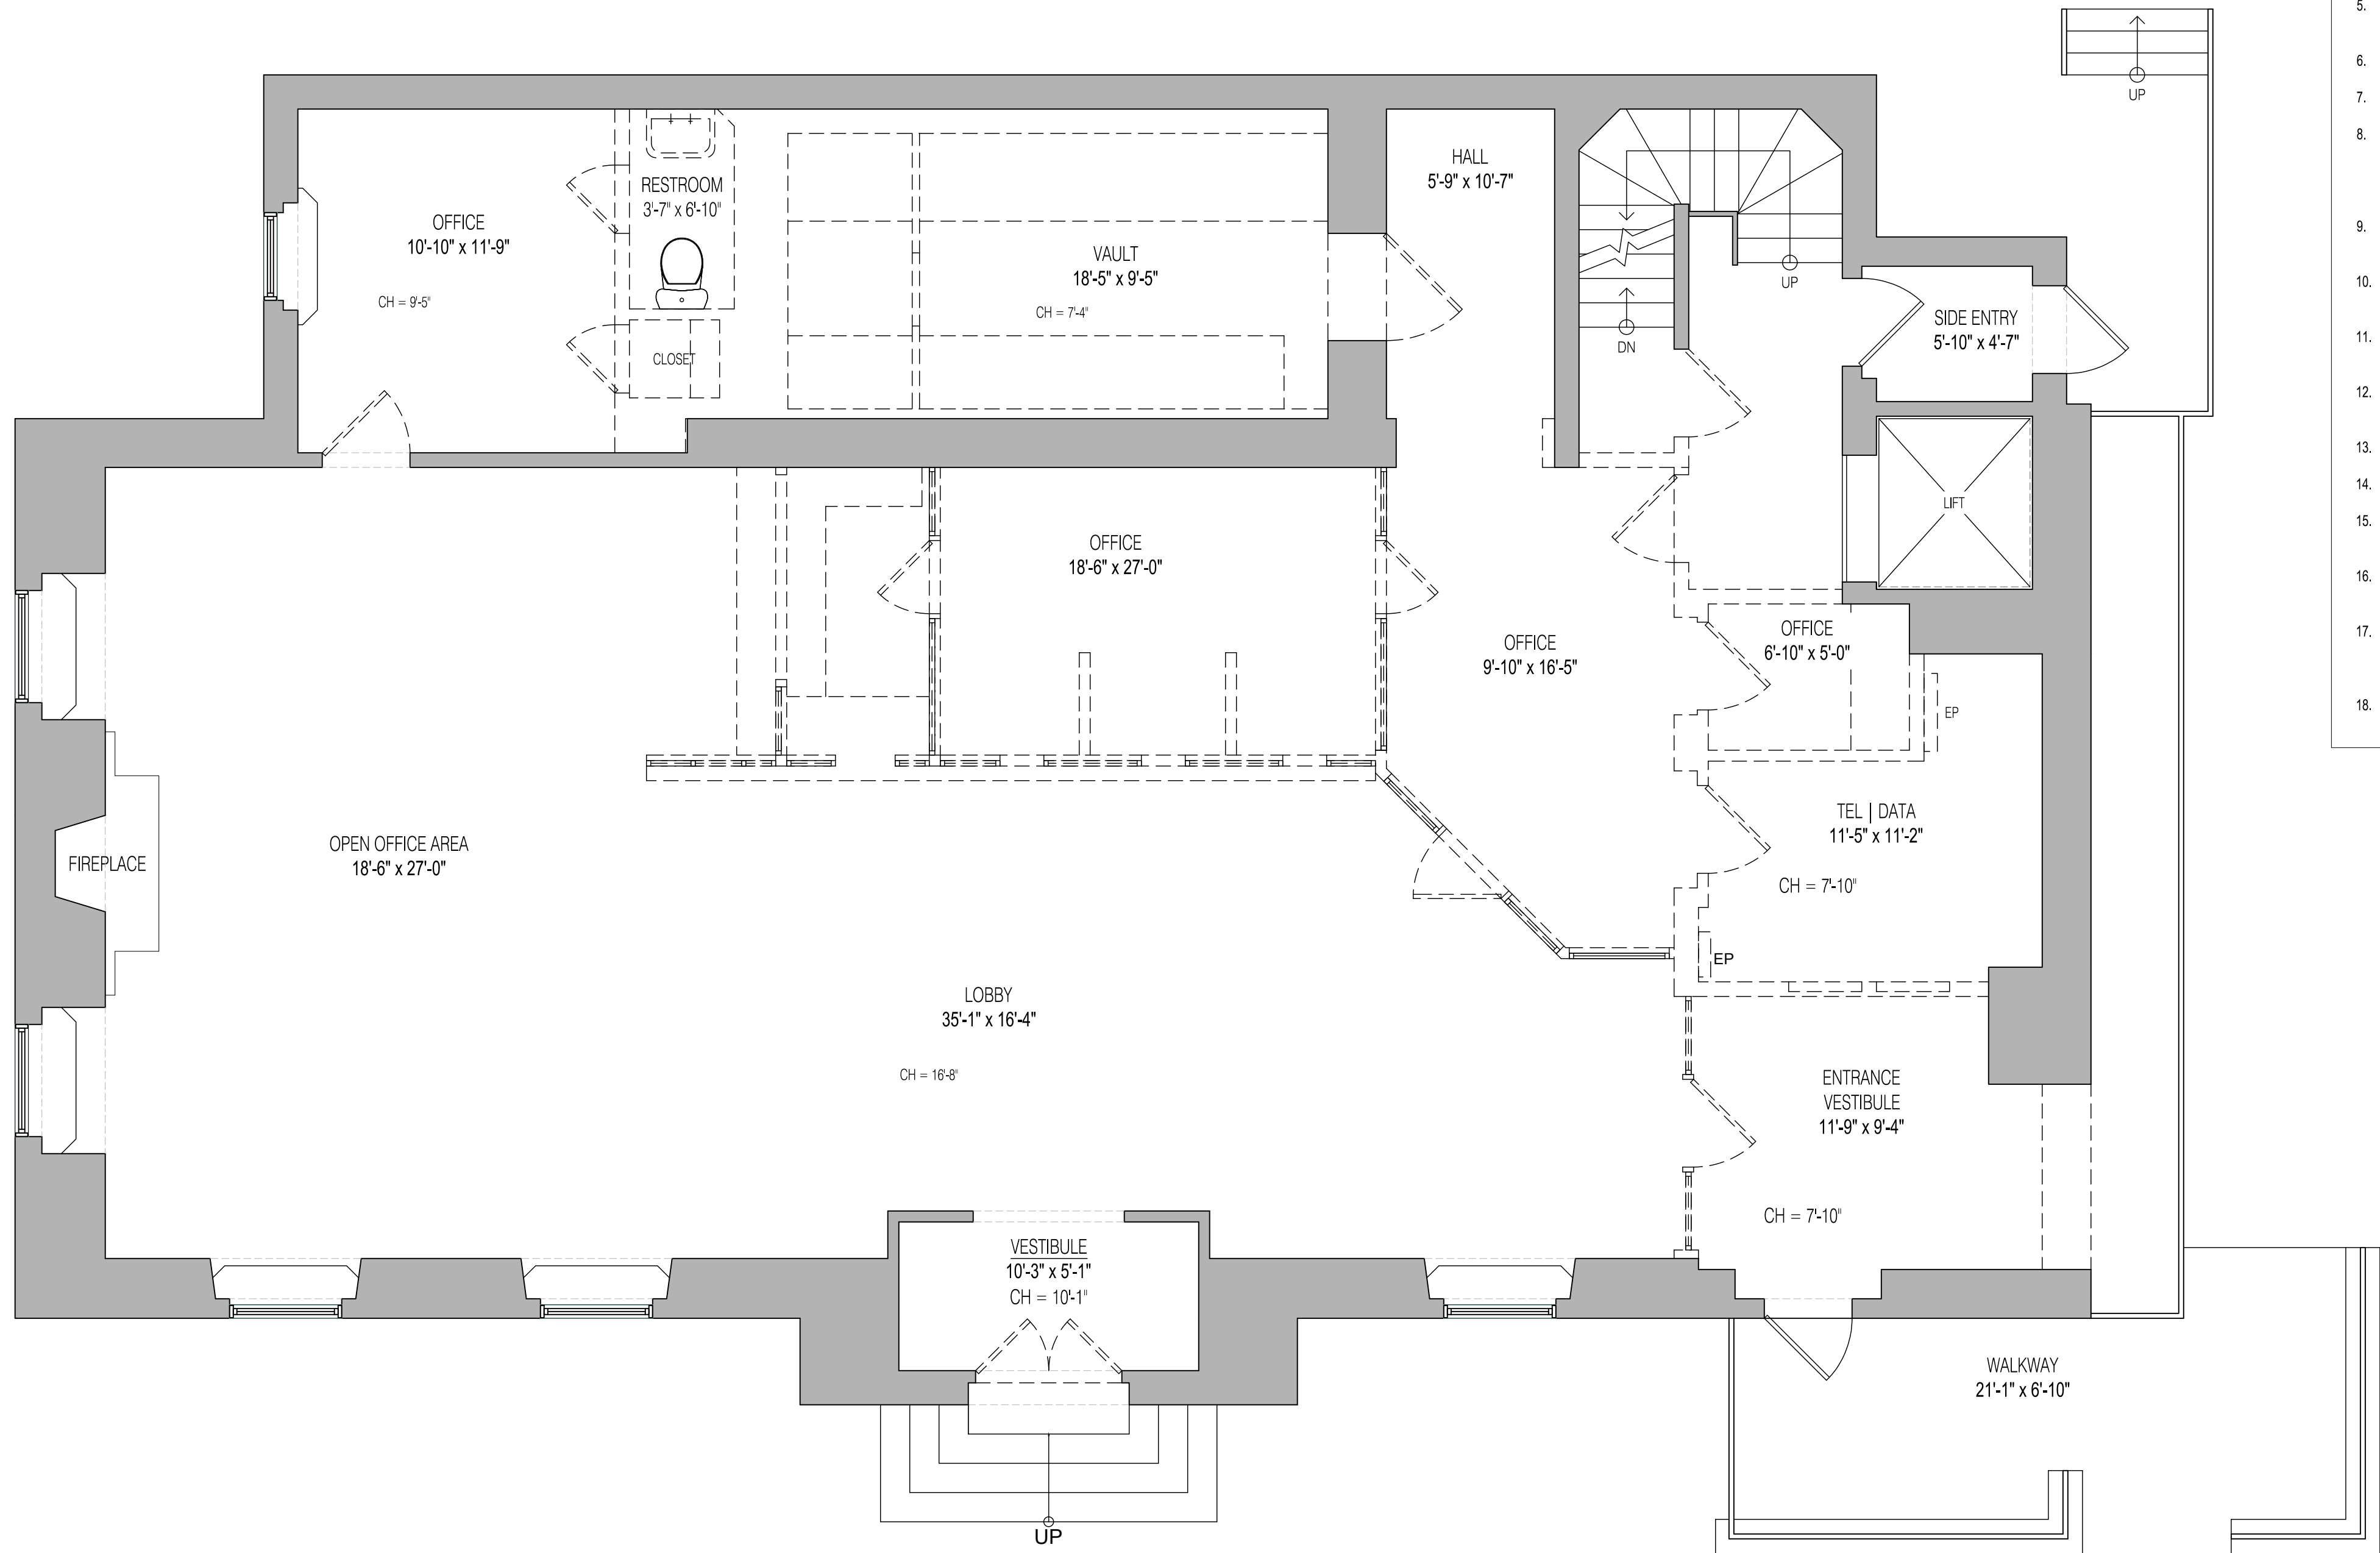 5.
6.
7.
8.
9.
10.
11.
12.
13.
14.
15.
16.
17.
18.
UP
HALL
5'-9" x 10'-7"
RESTROOM
3'-7" x 6'-10"
OFFICE
10'-10" x 11'-9"
CH = 9'-5"
VAULT
18'-5" x 9'-5"
CH = 7'-4"
UP
SIDE ENTRY
5'-10" x 4'-7"
DN
CLOSET
LIFT
OFFICE
18'-6" x 27'-0"
OFFICE
9'-10" x 16'-5"
OFFICE
6'-10" x 5'-0"
EP
TEL | DATA
11'-5" x 11'-2"
CH = 7'-10"
OPEN OFFICE AREA
18'-6" x 27'-0"
FIREPLACE
EP
LOBBY
35'-1" x 16'-4"
CH = 16'-8"
ENTRANCE
VESTIBULE
11'-9" x 9'-4"
CH = 7'-10"
VESTIBULE
10'-3" x 5'-1"
CH = 10'-1"
WALKWAY
21'-1" x 6'-10"
UP